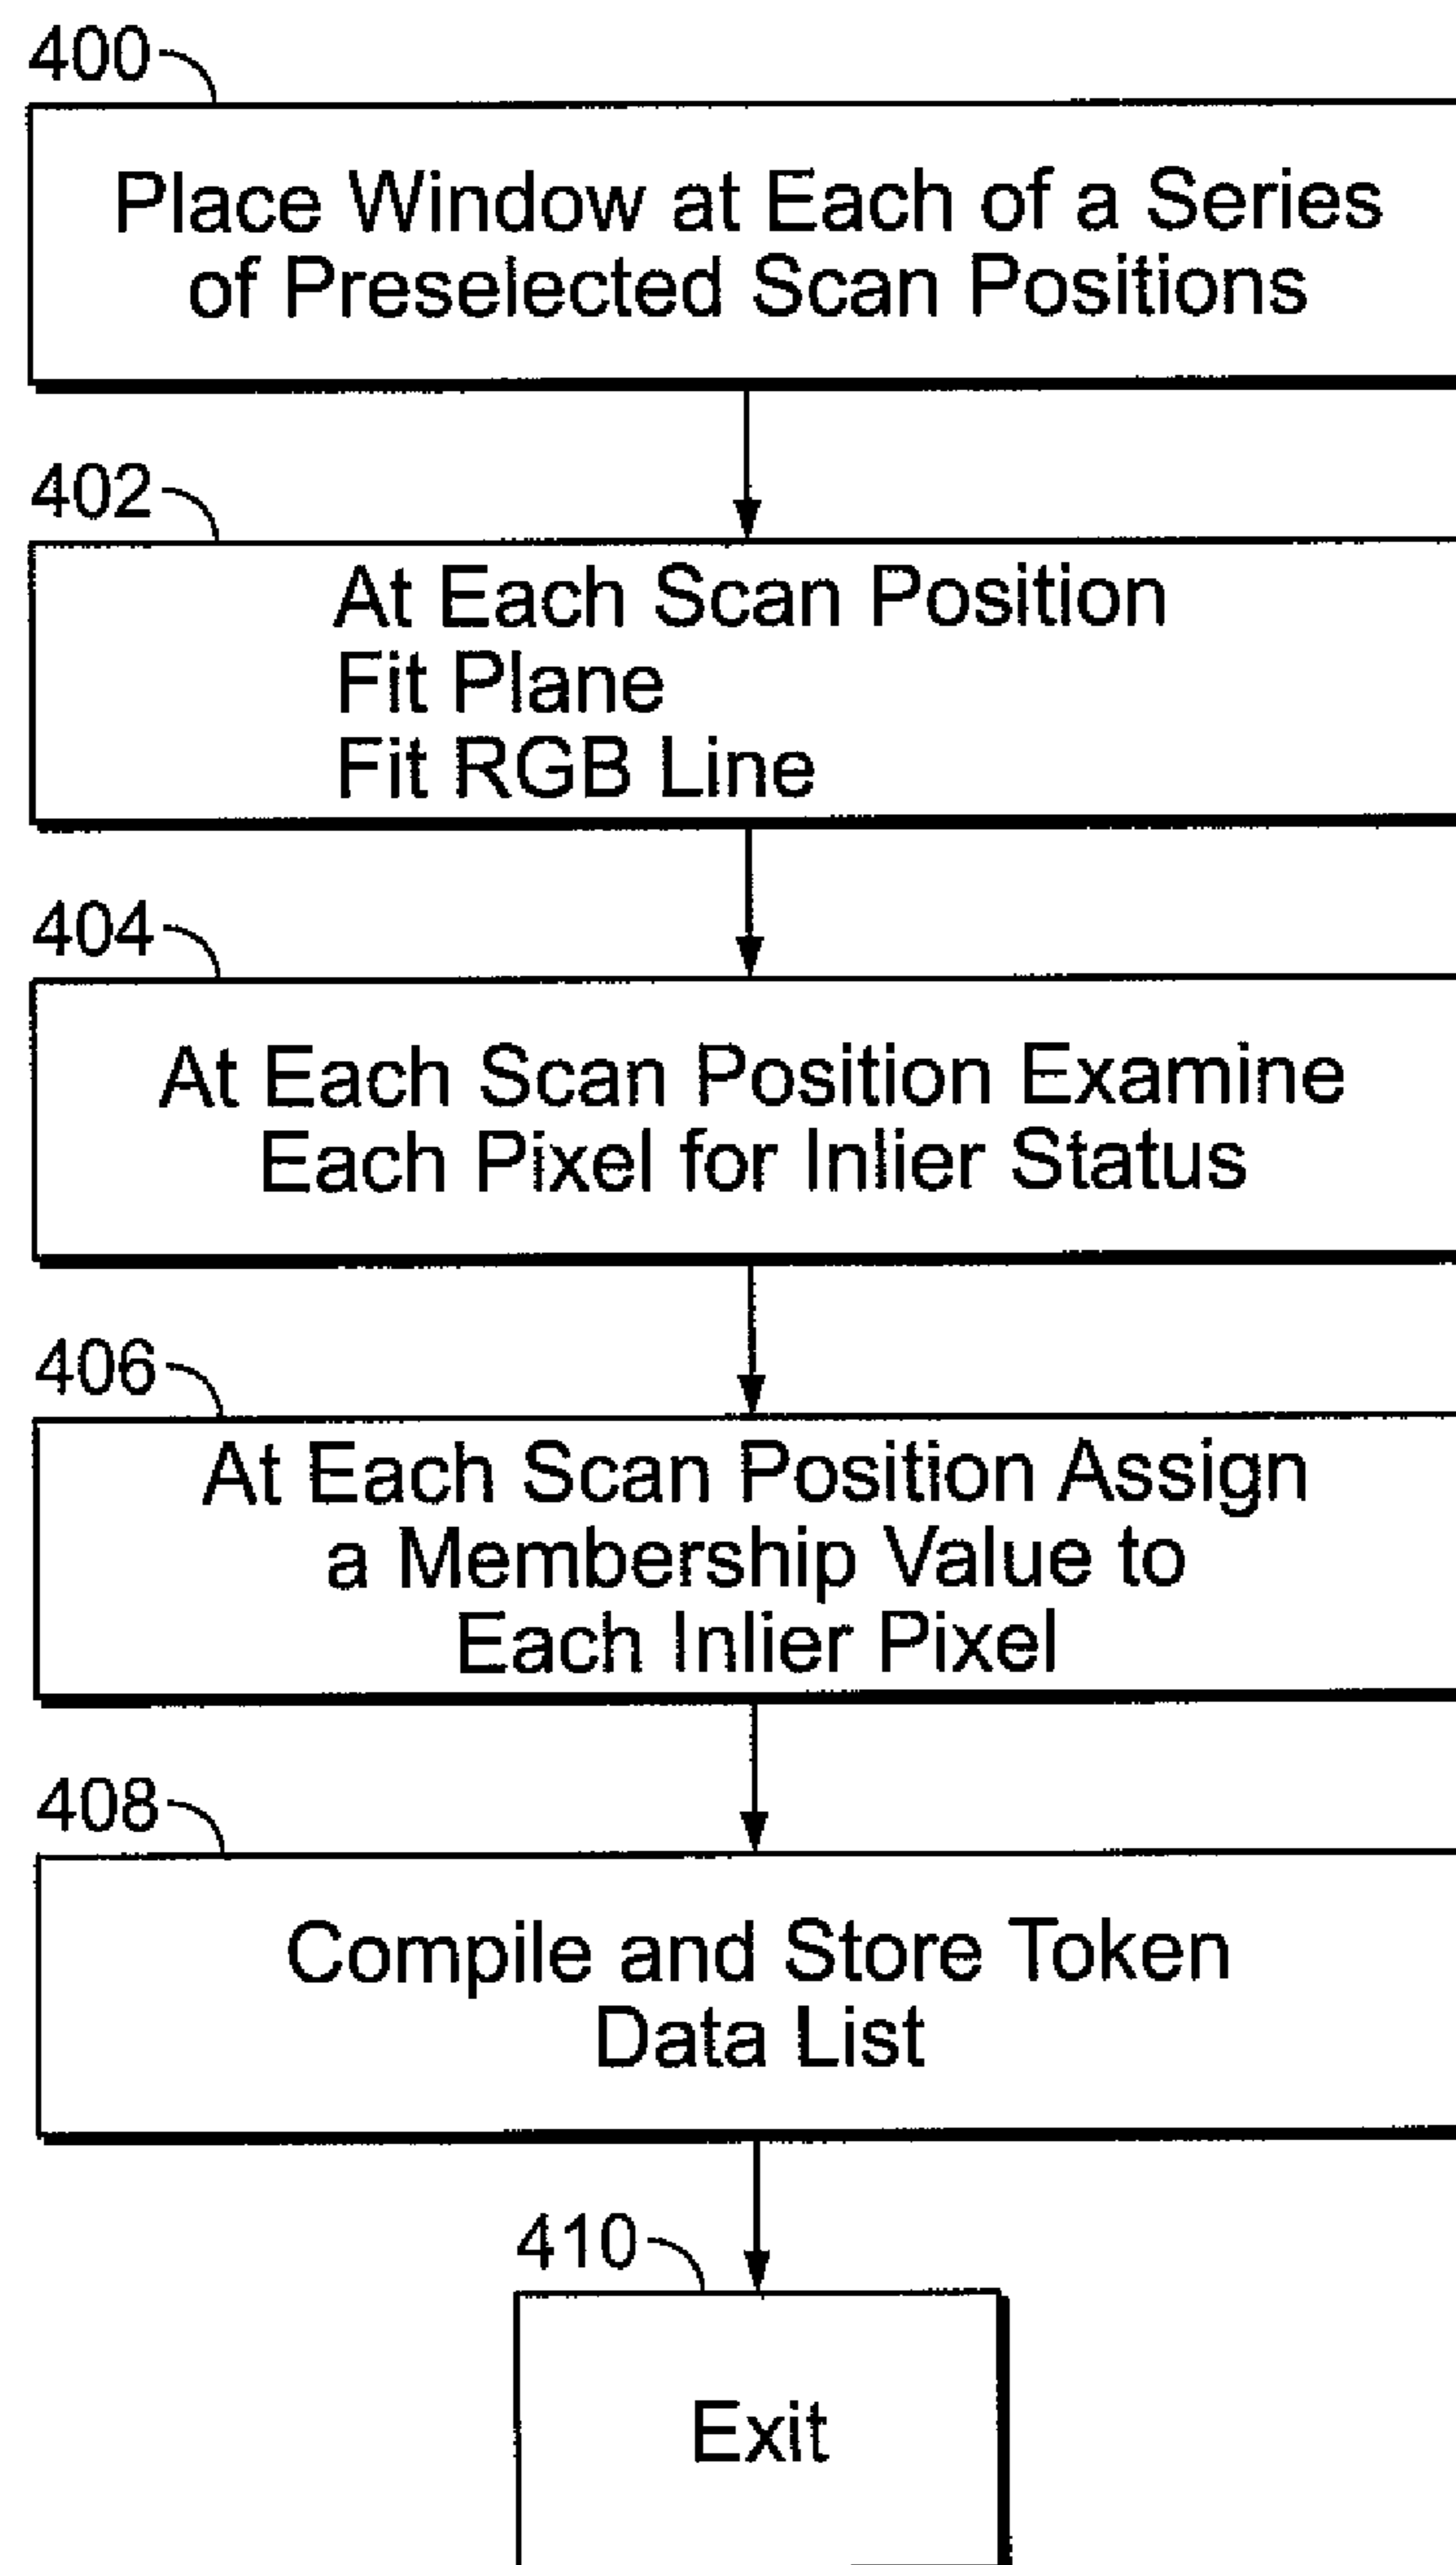 400
Place Window at Each of a Series
of Preselected Scan Positions
402
At Each Scan Position
Fit Plane
Fit RGB Line
404
At Each Scan Position Examine
Each Pixel for Inlier Status
406
At Each Scan Position Assign
a Membership Value to
Each Inlier Pixel
408
Compile and Store Token
Data List
410
Exit